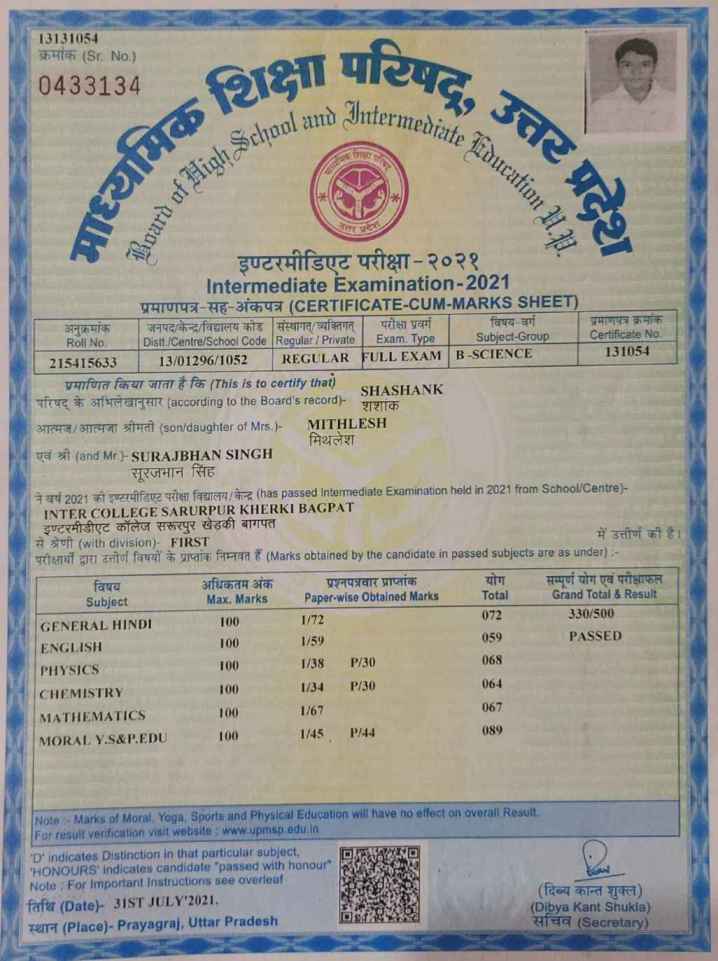 13131054
क्रमांक (Sr. No.)
0433134
माध्यमिक शिक्षा परिषद्, उत्तर प्रदेश
Board of High School and Intermediate Education U.P.
माध्यमिक शिक्षा परिषद्
उत्तर प्रदेश
इण्टरमीडिएट परीक्षा-२०२१
Intermediate Examination-2021
प्रमाणपत्र-सह-अंकपत्र (CERTIFICATE-CUM-MARKS SHEET)
अनुक्रमांक जनपद/केन्द्र/विद्यालय कोड संस्थागत/व्यक्तिगत् परीक्षा प्रवर्ग विषय-वर्ग प्रमाणपत्र क्रमांक
Roll No. Distt./Centre/School Code Regular / Private Exam. Type Subject-Group Certificate No.
215415633 13/01296/1052 REGULAR FULL EXAM B-SCIENCE 131054
प्रमाणित किया जाता है कि (This is to certify that)
परिषद् के अभिलेखानुसार (according to the Board's record)- SHASHANK
शशांक
आत्मज/आत्मजा श्रीमती (son/daughter of Mrs.)- MITHLESH
मिथलेश
एवं श्री (and Mr.)- SURAJBHAN SINGH
सूरजभान सिंह
ने वर्ष 2021 की इण्टरमीडिएट परीक्षा विद्यालय/केन्द्र (has passed Intermediate Examination held in 2021 from School/Centre)-
INTER COLLEGE SARURPUR KHERKI BAGPAT
इण्टरमीडीएट कॉलेज सरूरपुर खेड़की बागपत
से श्रेणी (with division)- FIRST में उत्तीर्ण की है।
परीक्षार्थी द्वारा उत्तीर्ण विषयों के प्राप्तांक निम्नवत हैं (Marks obtained by the candidate in passed subjects are as under) :-
विषय अधिकतम अंक प्रश्नपत्रवार प्राप्तांक योग सम्पूर्ण योग एवं परीक्षाफल
Subject Max. Marks Paper-wise Obtained Marks Total Grand Total & Result
GENERAL HINDI 100 1/72 072 330/500
ENGLISH 100 1/59 059 PASSED
PHYSICS 100 1/38 P/30 068
CHEMISTRY 100 1/34 P/30 064
MATHEMATICS 100 1/67 067
MORAL Y.S&P.EDU 100 1/45 P/44 089
Note :- Marks of Moral, Yoga, Sports and Physical Education will have no effect on overall Result.
For result verification visit website : www.upmsp.edu.in
'D' indicates Distinction in that particular subject,
'HONOURS' indicates candidate "passed with honour"
Note : For Important Instructions see overleaf
तिथि (Date)- 31ST JULY'2021.
स्थान (Place)- Prayagraj, Uttar Pradesh
(दिब्य कान्त शुक्ल)
(Dibya Kant Shukla)
सचिव (Secretary)